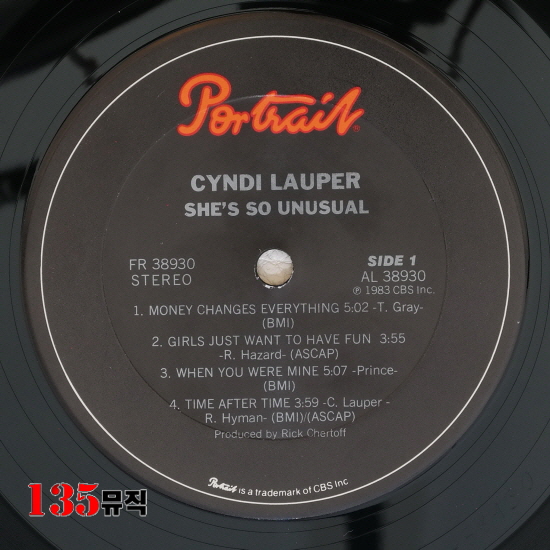 Portrait
CYNDI LAUPER
SHE'S SO UNUSUAL
FR 38930
STEREO
SIDE 1
AL 38930
℗ 1983 CBS Inc.
1. MONEY CHANGES EVERYTHING 5:02 -T. Gray-
(BMI)
2. GIRLS JUST WANT TO HAVE FUN 3:55
-R. Hazard- (ASCAP)
3. WHEN YOU WERE MINE 5:07 -Prince-
(BMI)
4. TIME AFTER TIME 3:59 -C. Lauper -
R. Hyman- (BMI)/(ASCAP)
Produced by Rick Chertoff
Portrait is a trademark of CBS Inc
135뮤직